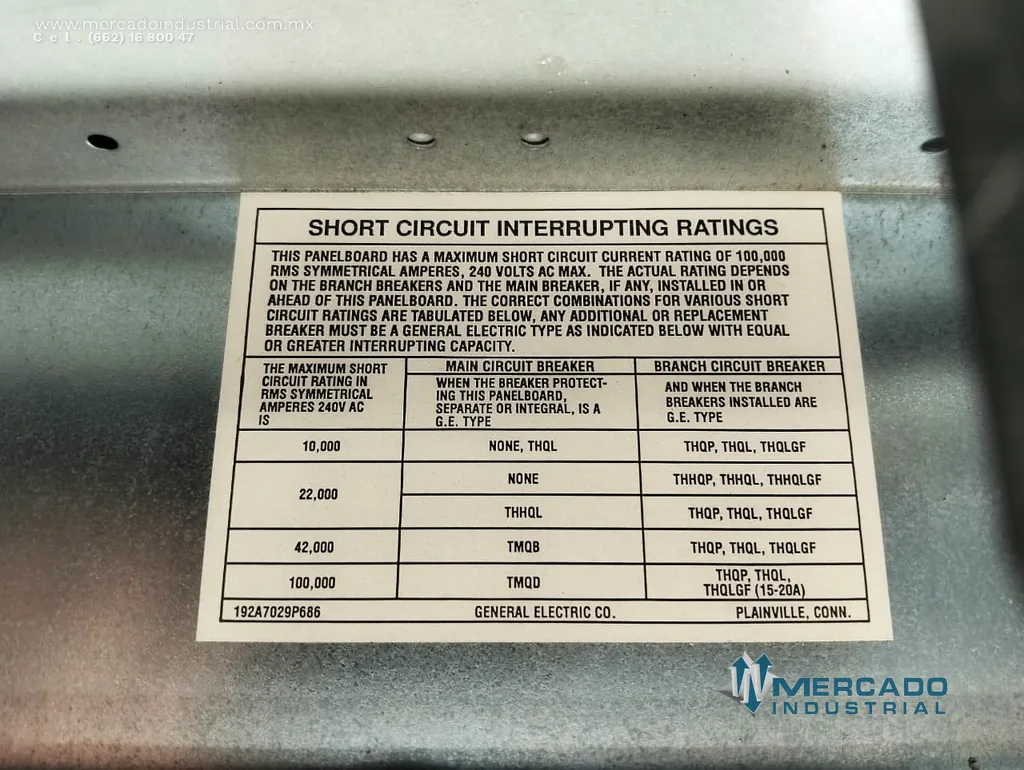 www.mercadoindustrial.com.mx
Cel. (662) 16 800 47
SHORT CIRCUIT INTERRUPTING RATINGS
THIS PANELBOARD HAS A MAXIMUM SHORT CIRCUIT CURRENT RATING OF 100,000
RMS SYMMETRICAL AMPERES, 240 VOLTS AC MAX. THE ACTUAL RATING DEPENDS
ON THE BRANCH BREAKERS AND THE MAIN BREAKER, IF ANY, INSTALLED IN OR
AHEAD OF THIS PANELBOARD. THE CORRECT COMBINATIONS FOR VARIOUS SHORT
CIRCUIT RATINGS ARE TABULATED BELOW, ANY ADDITIONAL OR REPLACEMENT
BREAKER MUST BE A GENERAL ELECTRIC TYPE AS INDICATED BELOW WITH EQUAL
OR GREATER INTERRUPTING CAPACITY.
THE MAXIMUM SHORT
CIRCUIT RATING IN
RMS SYMMETRICAL
AMPERES 240V AC
IS
MAIN CIRCUIT BREAKER
WHEN THE BREAKER PROTECT-
ING THIS PANELBOARD,
SEPARATE OR INTEGRAL, IS A
G.E. TYPE
BRANCH CIRCUIT BREAKER
AND WHEN THE BRANCH
BREAKERS INSTALLED ARE
G.E. TYPE
10,000 NONE, THQL THQP, THQL, THQLGF
22,000 NONE THHQP, THHQL, THHQLGF
THHQL THQP, THQL, THQLGF
42,000 TMQB THQP, THQL, THQLGF
100,000 TMQD THQP, THQL,
THQLGF (15-20A)
192A7029P686 GENERAL ELECTRIC CO. PLAINVILLE, CONN.
MERCADO
INDUSTRIAL